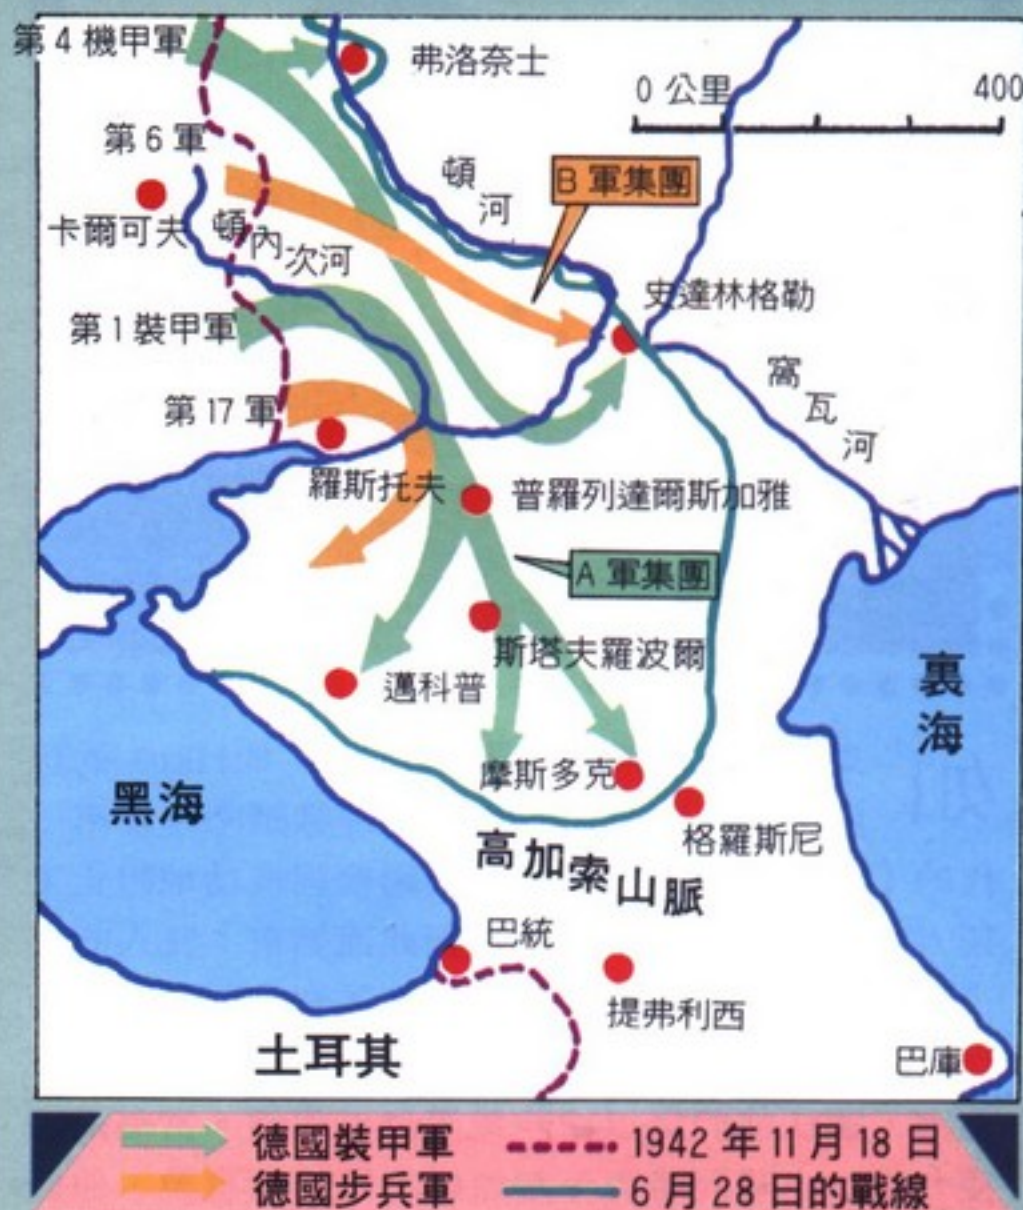 第 4 機甲軍
弗洛奈士
0 公里 400
第 6 軍
頓河
B 軍集團
卡爾可夫
頓內次河
史達林格勒
第 1 裝甲軍
窩瓦河
第 17 軍
羅斯托夫
普羅列達爾斯加雅
A 軍集團
斯塔夫羅波爾
邁科普
裏海
摩斯多克
黑海
格羅斯尼
高加索山脈
巴統
提弗利西
土耳其
巴庫
德國裝甲軍
1942 年 11 月 18 日
德國步兵軍
6 月 28 日的戰線